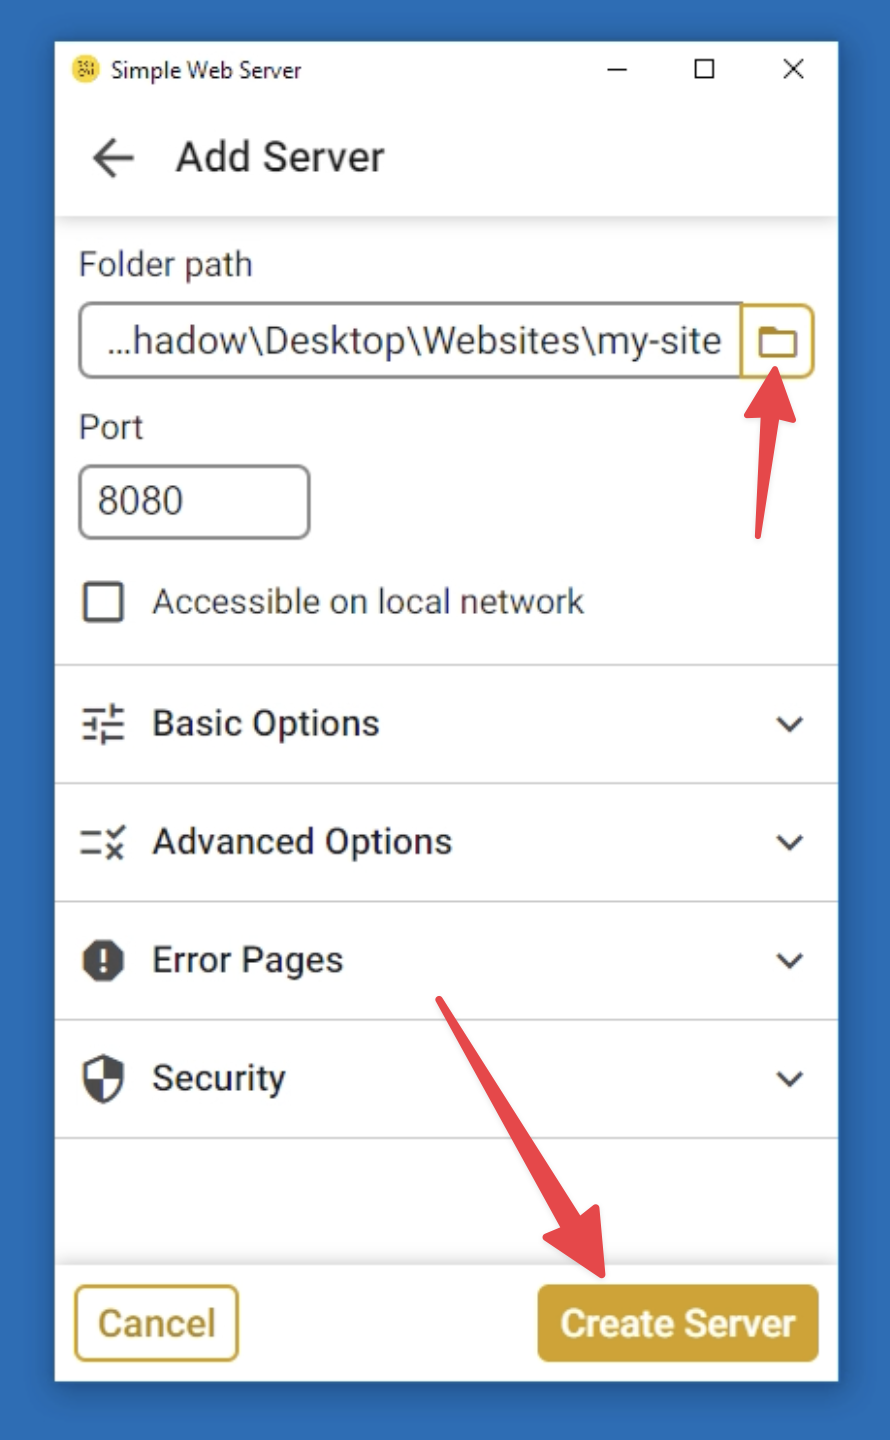 Simple Web Server
Add Server
Folder path
...hadow\Desktop\Websites\my-site
Port
8080
Accessible on local network
Basic Options
Advanced Options
Error Pages
Security
Cancel
Create Server